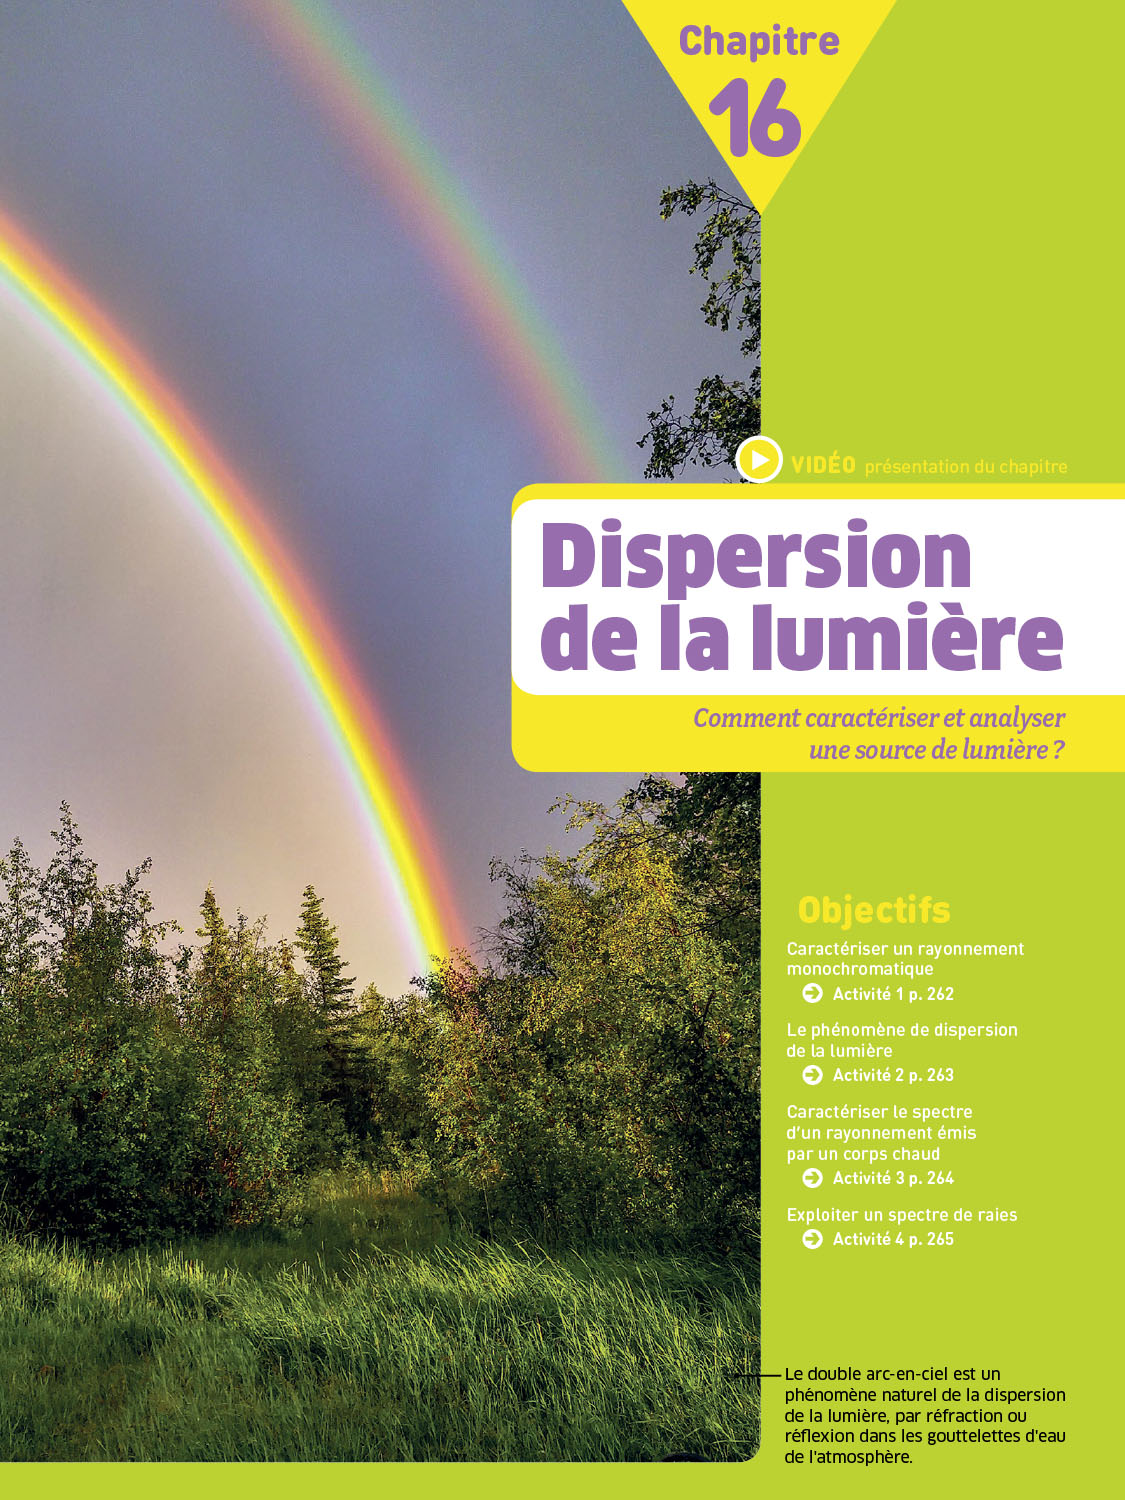 Chapitre
16
VIDÉO présentation du chapitre
Dispersion
de la lumière
Comment caractériser et analyser
une source de lumière ?
Objectifs
Caractériser un rayonnement
monochromatique
Activité 1 p. 262
Le phénomène de dispersion
de la lumière
Activité 2 p. 263
Caractériser le spectre
d'un rayonnement émis
par un corps chaud
Activité 3 p. 264
Exploiter un spectre de raies
Activité 4 p. 265
Le double arc-en-ciel est un
phénomène naturel de la dispersion
de la lumière, par réfraction ou
réflexion dans les gouttelettes d'eau
de l'atmosphère.